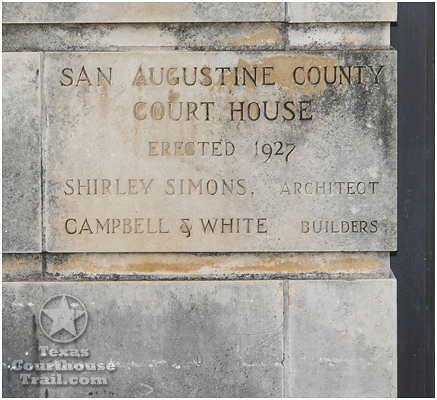 SAN AUGUSTINE COUNTY
COURT HOUSE
ERECTED 1927
SHIRLEY SIMONS, ARCHITECT
CAMPBELL & WHITE BUILDERS
Texas
Courthouse
Trail.com